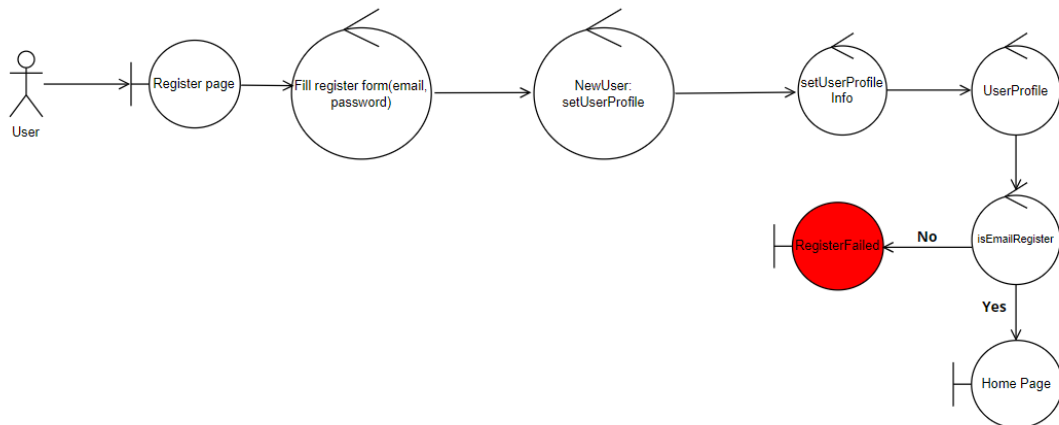 User
Register page
Fill register form(email,
password)
NewUser:
setUserProfile
setUserProfile
Info
UserProfile
isEmailRegister
No
RegisterFailed
Yes
Home Page